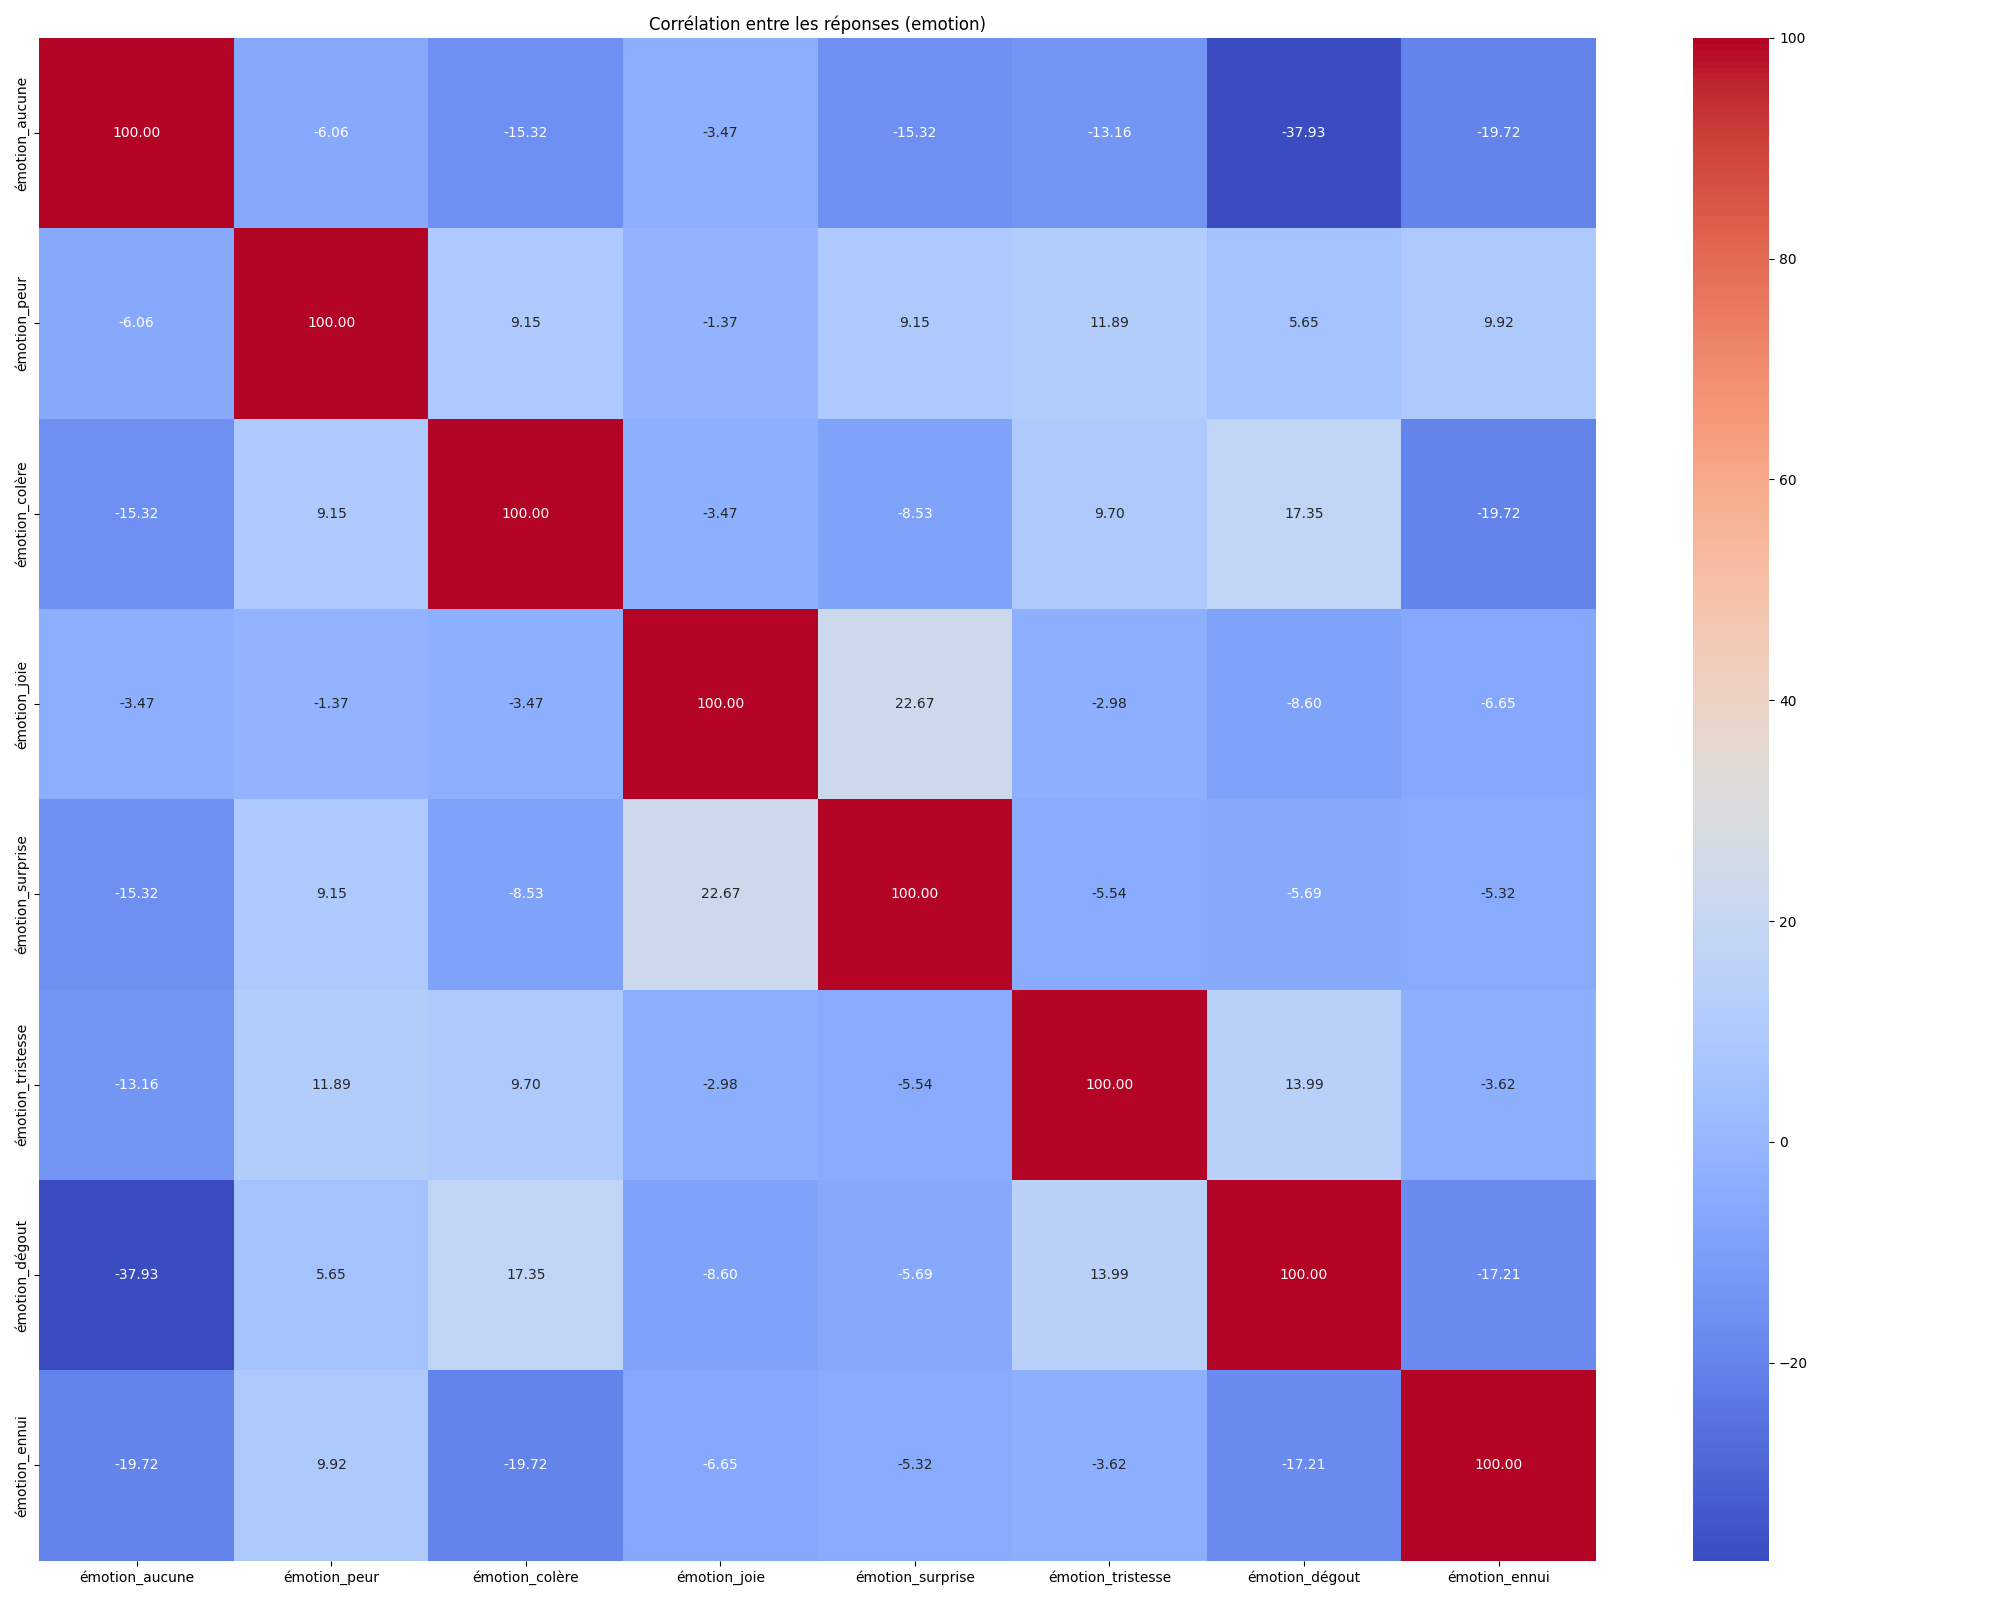 Corrélation entre les réponses (emotion)
émotion_aucune 100.00 -6.06 -15.32 -3.47 -15.32 -13.16 -37.93 -19.72
émotion_peur -6.06 100.00 9.15 -1.37 9.15 11.89 5.65 9.92
émotion_colère -15.32 9.15 100.00 -3.47 -8.53 9.70 17.35 -19.72
émotion_joie -3.47 -1.37 -3.47 100.00 22.67 -2.98 -8.60 -6.65
émotion_surprise -15.32 9.15 -8.53 22.67 100.00 -5.54 -5.69 -5.32
émotion_tristesse -13.16 11.89 9.70 -2.98 -5.54 100.00 13.99 -3.62
émotion_dégout -37.93 5.65 17.35 -8.60 -5.69 13.99 100.00 -17.21
émotion_ennui -19.72 9.92 -19.72 -6.65 -5.32 -3.62 -17.21 100.00
émotion_aucune émotion_peur émotion_colère émotion_joie émotion_surprise émotion_tristesse émotion_dégout émotion_ennui
100
80
60
40
20
0
−20